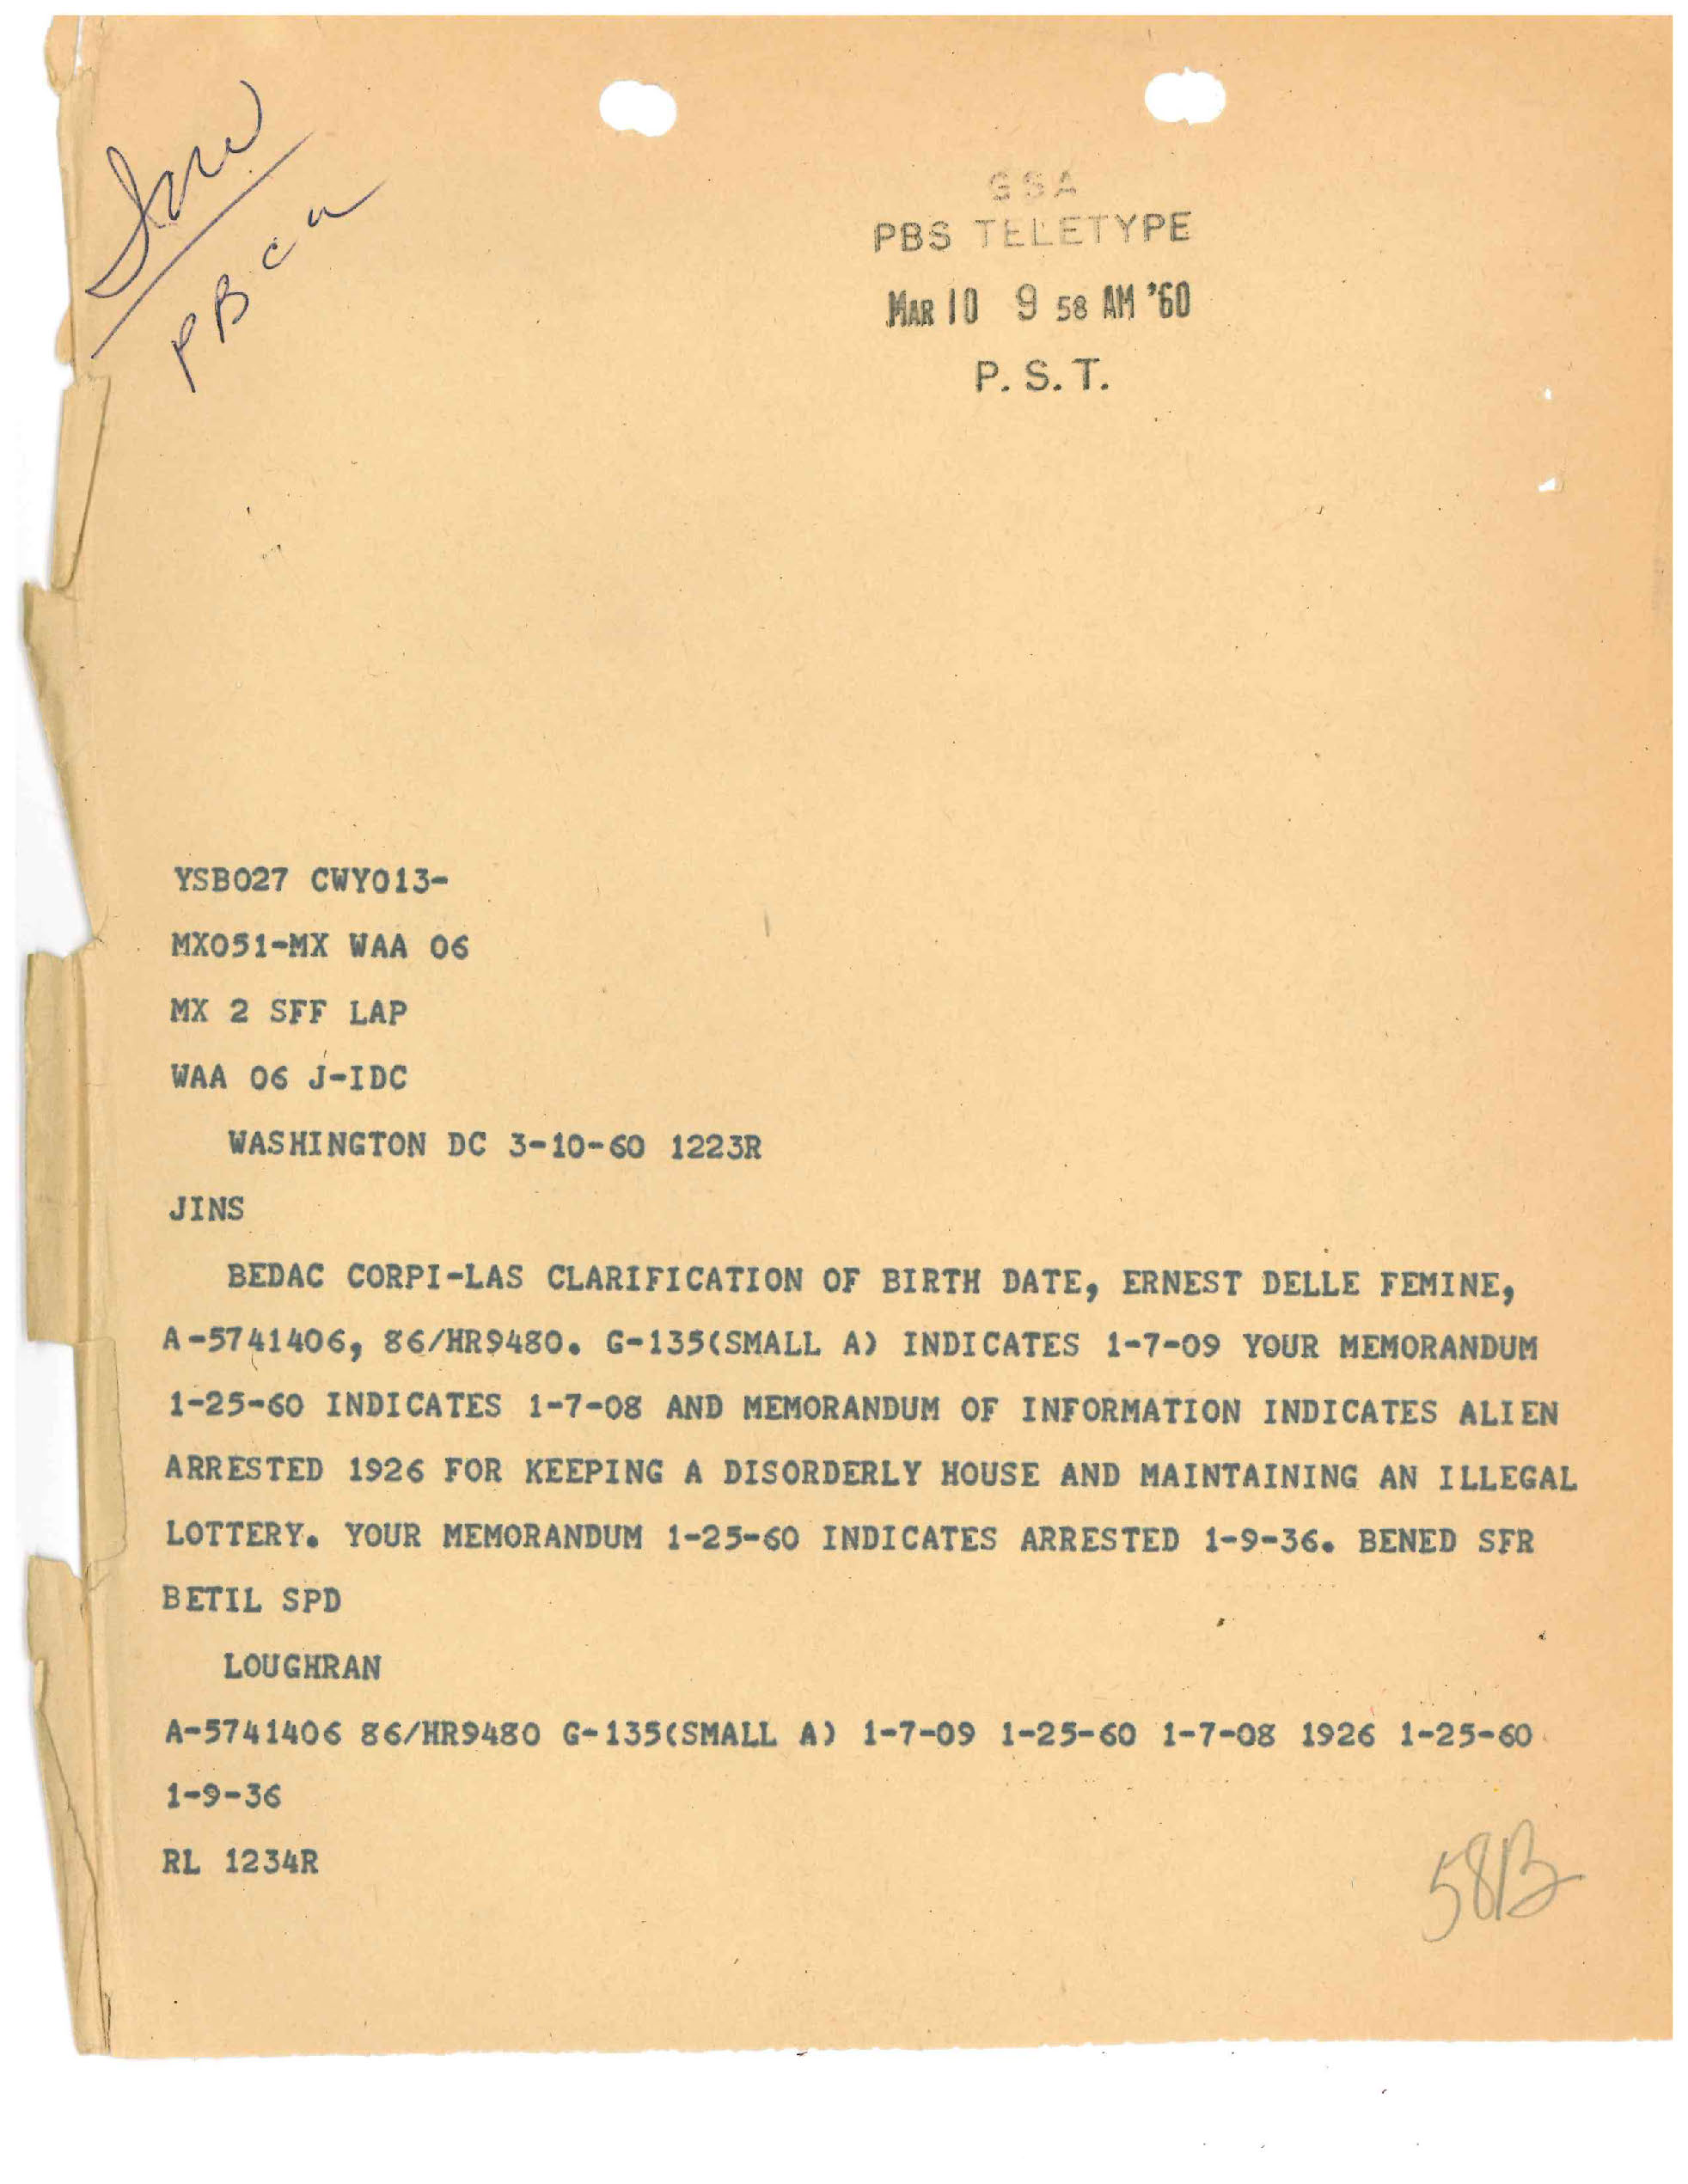 GSA
PBS TELETYPE
MAR 10 9 58 AM '60
P. S. T.
YSB027 CWY013-
MX051-MX WAA 06
MX 2 SFF LAP
WAA 06 J-IDC
WASHINGTON DC 3-10-60 1223R
JINS
BEDAC CORPI-LAS CLARIFICATION OF BIRTH DATE, ERNEST DELLE FEMINE,
A-5741406, 86/HR9480. G-135(SMALL A) INDICATES 1-7-09 YOUR MEMORANDUM
1-25-60 INDICATES 1-7-08 AND MEMORANDUM OF INFORMATION INDICATES ALIEN
ARRESTED 1926 FOR KEEPING A DISORDERLY HOUSE AND MAINTAINING AN ILLEGAL
LOTTERY. YOUR MEMORANDUM 1-25-60 INDICATES ARRESTED 1-9-36. BENED SFR
BETIL SPD
LOUGHRAN
A-5741406 86/HR9480 G-135(SMALL A) 1-7-09 1-25-60 1-7-08 1926 1-25-60
1-9-36
RL 1234R
58B